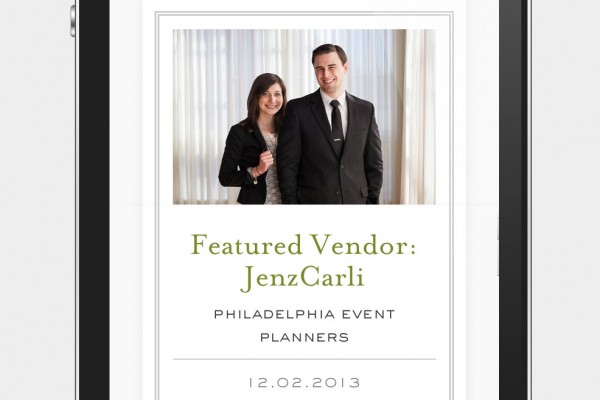 Featured Vendor:
JenzCarli
PHILADELPHIA EVENT
PLANNERS
12.02.2013